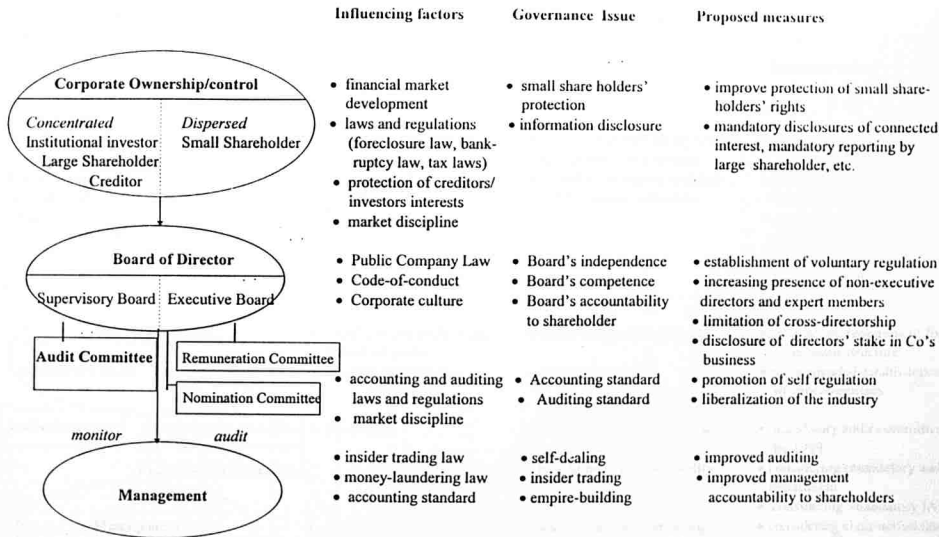 Influencing factors
Governance Issue
Proposed measures
Corporate Ownership/control
Concentrated
Institutional investor
Large Shareholder
Creditor
Dispersed
Small Shareholder
• financial market
development
• laws and regulations
(foreclosure law, bank-
ruptcy law, tax laws)
• protection of creditors/
investors interests
• market discipline
• small share holders'
protection
• information disclosure
• improve protection of small share-
holders' rights
• mandatory disclosures of connected
interest, mandatory reporting by
large shareholder, etc.
Board of Director
Supervisory Board
Executive Board
Audit Committee
Remuneration Committee
Nomination Committee
• Public Company Law
• Code-of-conduct
• Corporate culture
• Board's independence
• Board's competence
• Board's accountability
to shareholder
• establishment of voluntary regulation
• increasing presence of non-executive
directors and expert members
• limitation of cross-directorship
• disclosure of directors' stake in Co's
business
• accounting and auditing
laws and regulations
• market discipline
• Accounting standard
• Auditing standard
• promotion of self regulation
• liberalization of the industry
monitor
audit
Management
• insider trading law
• money-laundering law
• accounting standard
• self-dealing
• insider trading
• empire-building
• improved auditing
• improved management
accountability to shareholders